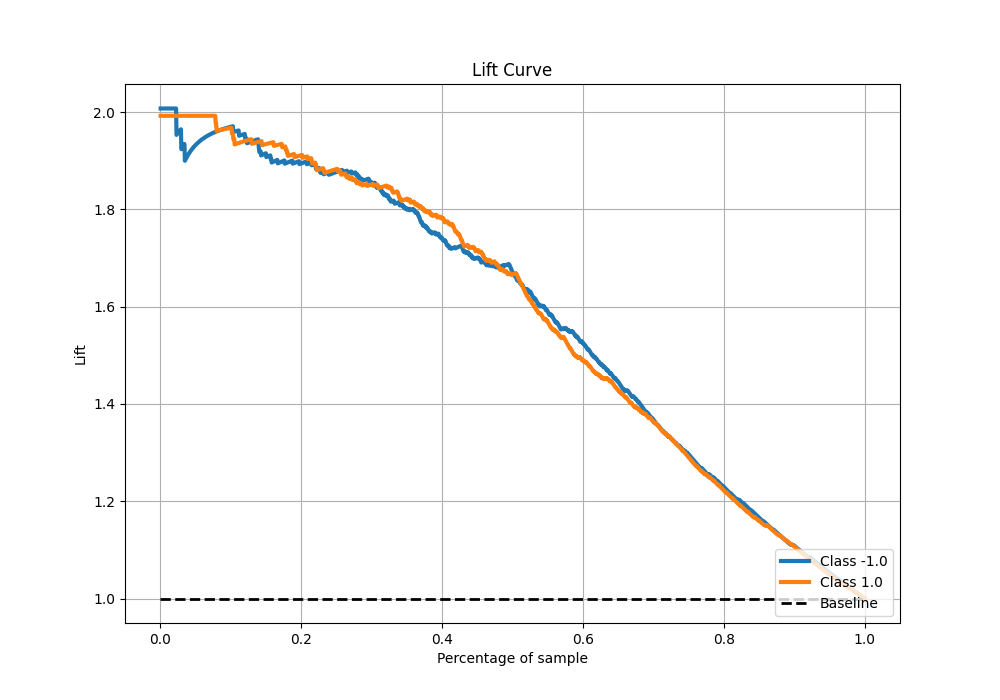 Lift Curve
Lift
2.0
1.8
1.6
1.4
1.2
1.0
0.0 0.2 0.4 0.6 0.8 1.0
Percentage of sample
Class -1.0
Class 1.0
Baseline